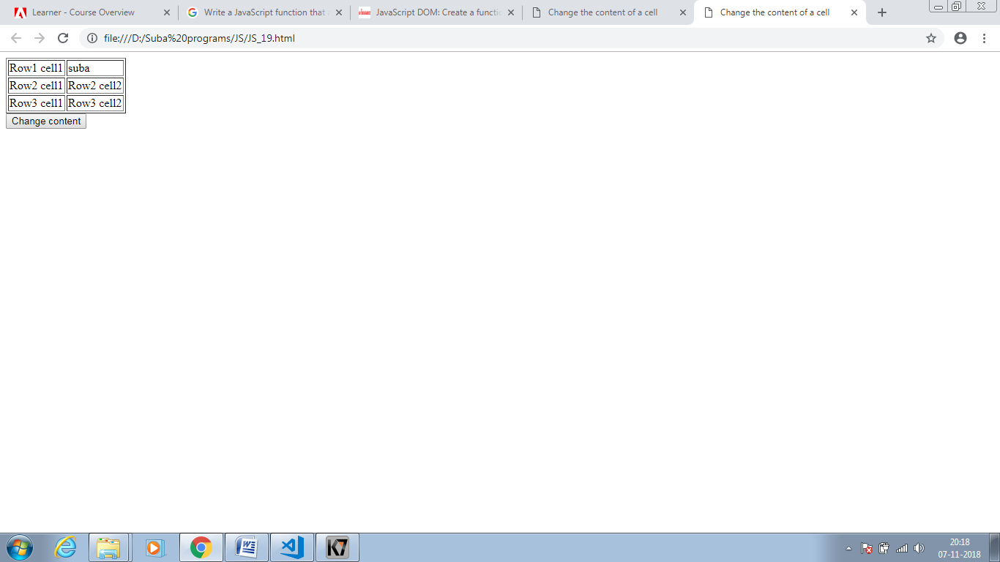 Learner - Course Overview
Write a JavaScript function that
JavaScript DOM: Create a functi
Change the content of a cell
Change the content of a cell
file:///D:/Suba%20programs/JS/JS_19.html
Row1 cell1 suba
Row2 cell1 Row2 cell2
Row3 cell1 Row3 cell2
Change content
W
K7
20:18
07-11-2018